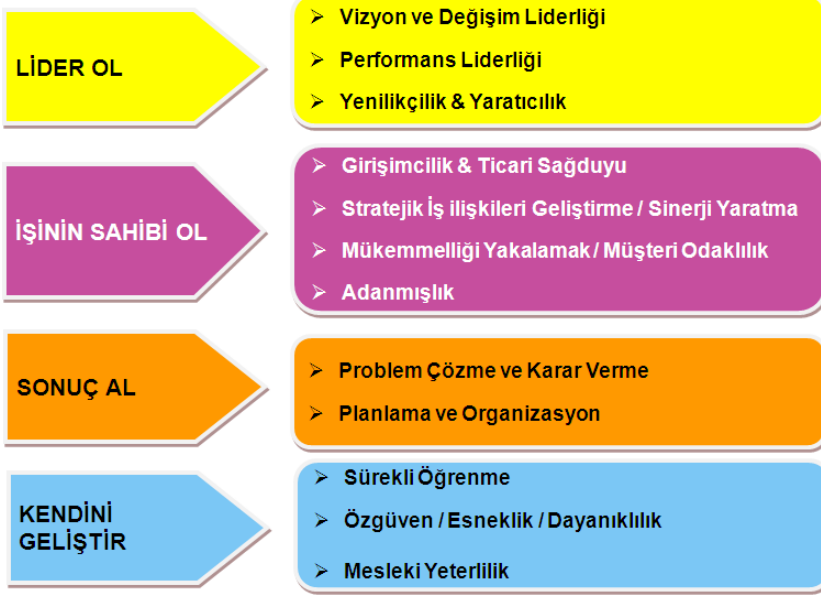 LİDER OL
➢ Vizyon ve Değişim Liderliği
➢ Performans Liderliği
➢ Yenilikçilik & Yaratıcılık
İŞİNİN SAHİBİ OL
➢ Girişimcilik & Ticari Sağduyu
➢ Stratejik İş ilişkileri Geliştirme / Sinerji Yaratma
➢ Mükemmelliği Yakalamak / Müşteri Odaklılık
➢ Adanmışlık
SONUÇ AL
➢ Problem Çözme ve Karar Verme
➢ Planlama ve Organizasyon
KENDİNİ
GELİŞTİR
➢ Sürekli Öğrenme
➢ Özgüven / Esneklik / Dayanıklılık
➢ Mesleki Yeterlilik